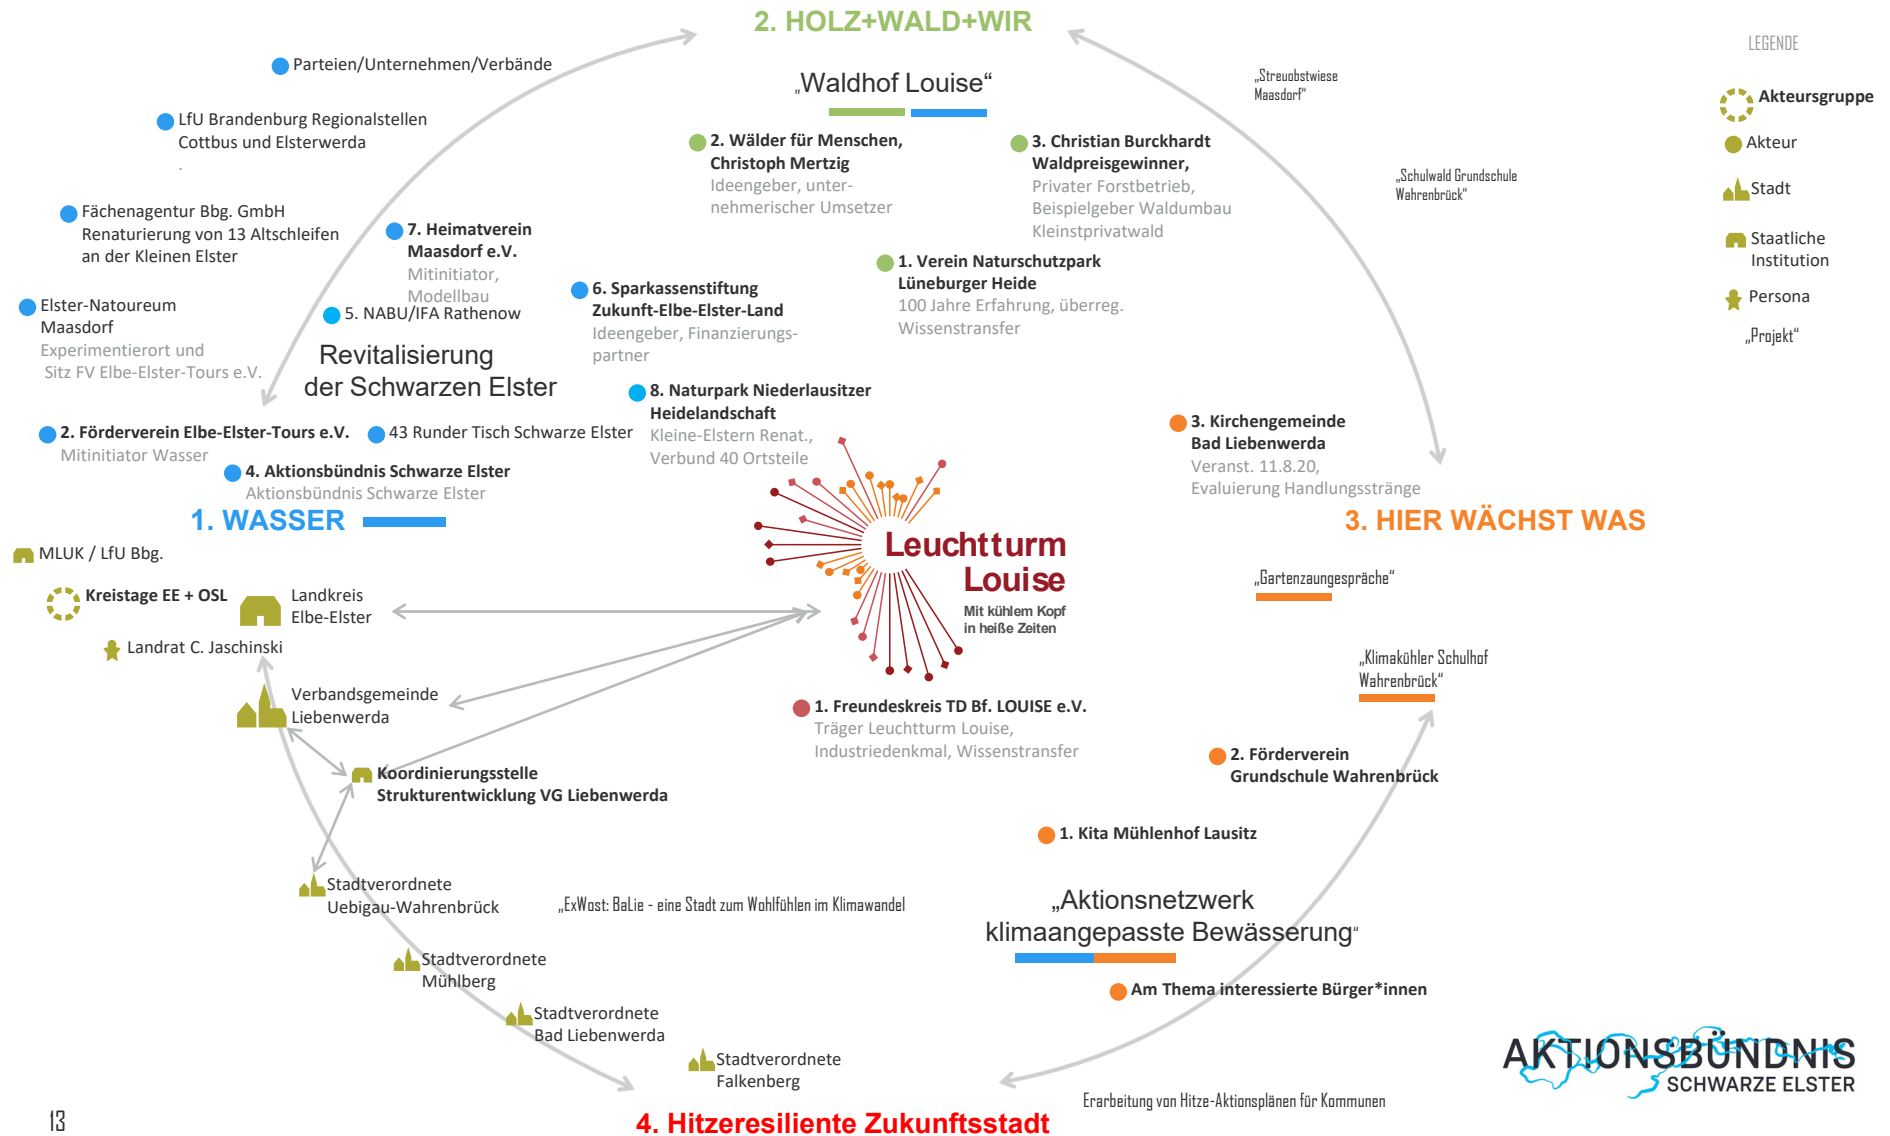 2. HOLZ+WALD+WIR
„Waldhof Louise“
Parteien/Unternehmen/Verbände
LfU Brandenburg Regionalstellen
Cottbus und Elsterwerda
.
Fächenagentur Bbg. GmbH
Renaturierung von 13 Altschleifen
an der Kleinen Elster
Elster-Natoureum
Maasdorf
Experimentierort und
Sitz FV Elbe-Elster-Tours e.V.
2. Wälder für Menschen,
Christoph Mertzig
Ideengeber, unter-
nehmerischer Umsetzer
3. Christian Burckhardt
Waldpreisgewinner,
Privater Forstbetrieb,
Beispielgeber Waldumbau
Kleinstprivatwald
1. Verein Naturschutzpark
Lüneburger Heide
100 Jahre Erfahrung, überreg.
Wissenstransfer
7. Heimatverein
Maasdorf e.V.
Mitinitiator,
Modellbau
5. NABU/IFA Rathenow
6. Sparkassenstiftung
Zukunft-Elbe-Elster-Land
Ideengeber, Finanzierungs-
partner
Revitalisierung
der Schwarzen Elster
8. Naturpark Niederlausitzer
Heidelandschaft
Kleine-Elstern Renat.,
Verbund 40 Ortsteile
2. Förderverein Elbe-Elster-Tours e.V.
Mitinitiator Wasser
43 Runder Tisch Schwarze Elster
4. Aktionsbündnis Schwarze Elster
Aktionsbündnis Schwarze Elster
1. WASSER
„Streuobstwiese
Maasdorf“
„Schulwald Grundschule
Wahrenbrück“
LEGENDE
Akteursgruppe
Akteur
Stadt
Staatliche
Institution
Persona
„Projekt“
3. Kirchengemeinde
Bad Liebenwerda
Veranst. 11.8.20,
Evaluierung Handlungsstränge
3. HIER WÄCHST WAS
Leuchtturm
Louise
Mit kühlem Kopf
in heiße Zeiten
MLUK / LfU Bbg.
Kreistage EE + OSL
Landkreis
Elbe-Elster
Landrat C. Jaschinski
Verbandsgemeinde
Liebenwerda
Koordinierungsstelle
Strukturentwicklung VG Liebenwerda
1. Freundeskreis TD Bf. LOUISE e.V.
Träger Leuchtturm Louise,
Industriedenkmal, Wissenstransfer
„Gartenzaungespräche“
„Klimakühler Schulhof
Wahrenbrück“
2. Förderverein
Grundschule Wahrenbrück
1. Kita Mühlenhof Lausitz
„Aktionsnetzwerk
klimaangepasste Bewässerung“
Am Thema interessierte Bürger*innen
Stadtverordnete
Uebigau-Wahrenbrück
„ExWost: BaLie - eine Stadt zum Wohlfühlen im Klimawandel
Stadtverordnete
Mühlberg
Stadtverordnete
Bad Liebenwerda
Stadtverordnete
Falkenberg
Erarbeitung von Hitze-Aktionsplänen für Kommunen
4. Hitzeresiliente Zukunftsstadt
AKTIONSBÜNDNIS
SCHWARZE ELSTER
13